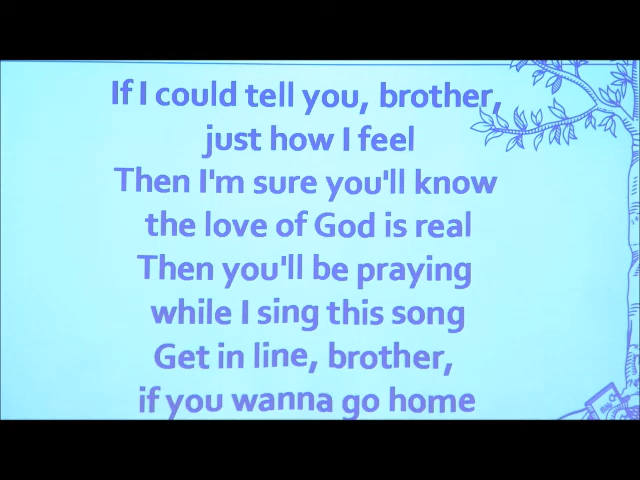 If I could tell you, brother,
just how I feel
Then I'm sure you'll know
the love of God is real
Then you'll be praying
while I sing this song
Get in line, brother,
if you wanna go home